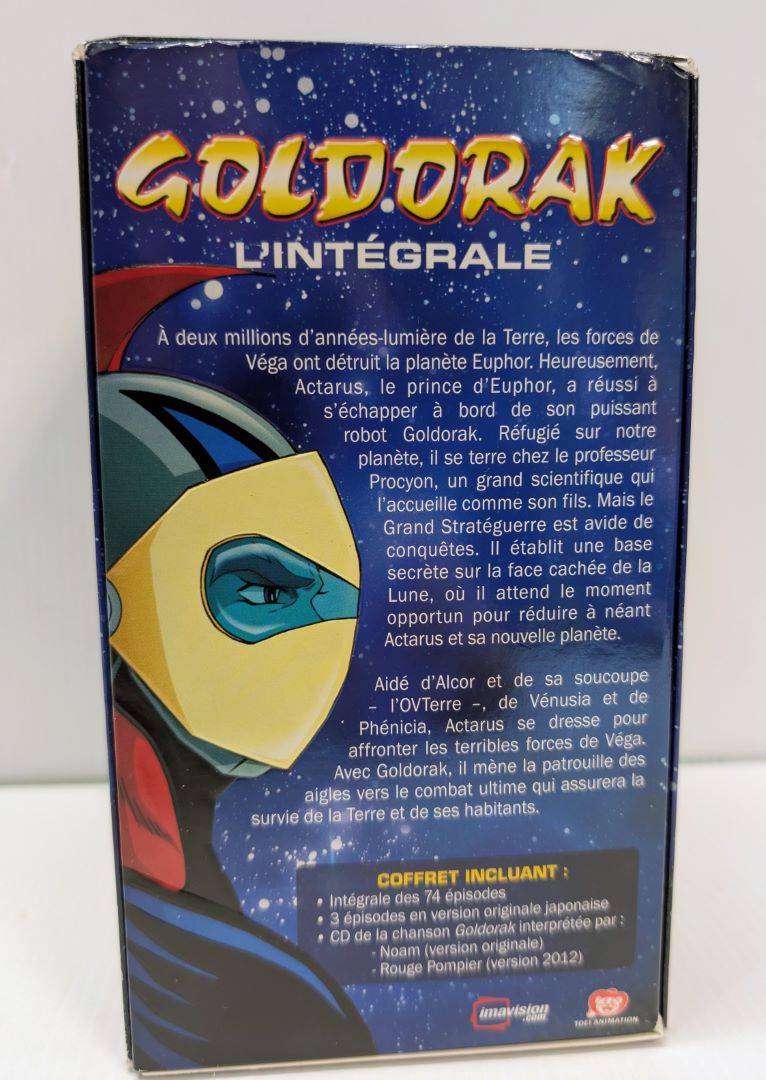 GOLDORAK
L'INTÉGRALE
À deux millions d'années-lumière de la Terre, les forces de
Véga ont détruit la planète Euphor. Heureusement,
Actarus, le prince d'Euphor, a réussi à
s'échapper à bord de son puissant
robot Goldorak. Réfugié sur notre
planète, il se terre chez le professeur
Procyon, un grand scientifique qui
l'accueille comme son fils. Mais le
Grand Stratéguerre est avide de
conquêtes. Il établit une base
secrète sur la face cachée de la
Lune, où il attend le moment
opportun pour réduire à néant
Actarus et sa nouvelle planète.
Aidé d'Alcor et de sa soucoupe
– l'OVTerre –, de Vénusia et de
Phénicia, Actarus se dresse pour
affronter les terribles forces de Véga.
Avec Goldorak, il mène la patrouille des
aigles vers le combat ultime qui assurera la
survie de la Terre et de ses habitants.
COFFRET INCLUANT :
• Intégrale des 74 épisodes
• 3 épisodes en version originale japonaise
• CD de la chanson Goldorak interprétée par :
- Noam (version originale)
- Rouge Pompier (version 2012)
imavision
.com
TOEI ANIMATION